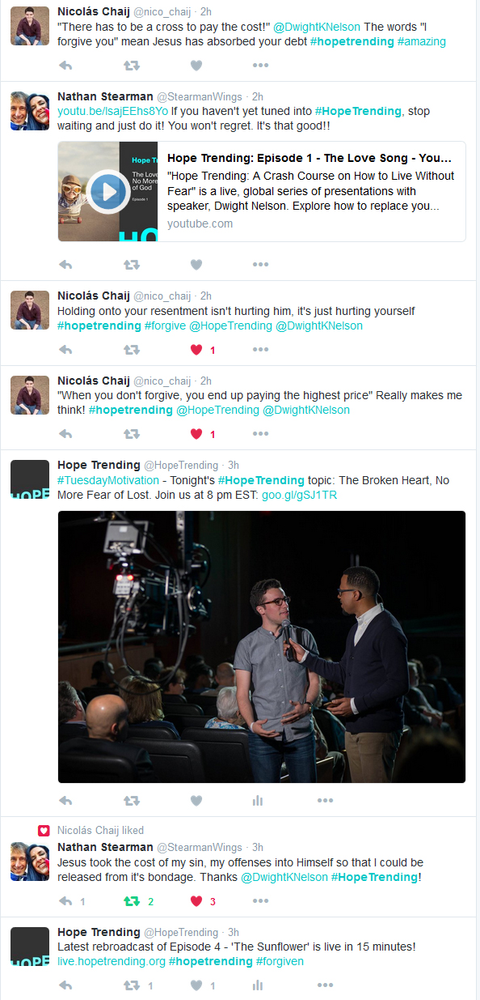 Nicolás Chaij @nico_chaij · 2h
"There has to be a cross to pay the cost!" @DwightKNelson The words "I
forgive you" mean Jesus has absorbed your debt #hopetrending #amazing
Nathan Stearman @StearmanWings · 2h
youtu.be/IsajEEhs8Yo If you haven't yet tuned into #HopeTrending, stop
waiting and just do it! You won't regret. It's that good!!
Hope Tr
The Love
No More
of God
Episode 1
HO
Hope Trending: Episode 1 - The Love Song - You...
"Hope Trending: A Crash Course on How to Live Without
Fear" is a live, global series of presentations with
speaker, Dwight Nelson. Explore how to replace you...
youtube.com
Nicolás Chaij @nico_chaij · 2h
Holding onto your resentment isn't hurting him, it's just hurting yourself
#hopetrending #forgive @HopeTrending @DwightKNelson
1
Nicolás Chaij @nico_chaij · 2h
"When you don't forgive, you end up paying the highest price" Really makes me
think! #hopetrending @HopeTrending @DwightKNelson
1
HOPE
Hope Trending @HopeTrending · 3h
#TuesdayMotivation - Tonight's #HopeTrending topic: The Broken Heart, No
More Fear of Lost. Join us at 8 pm EST: goo.gl/gSJ1TR
Nicolás Chaij liked
Nathan Stearman @StearmanWings · 3h
Jesus took the cost of my sin, my offenses into Himself so that I could be
released from it's bondage. Thanks @DwightKNelson #HopeTrending!
1 2 3
HOPE
Hope Trending @HopeTrending · 3h
Latest rebroadcast of Episode 4 - 'The Sunflower' is live in 15 minutes!
live.hopetrending.org #hopetrending #forgiven
1 1